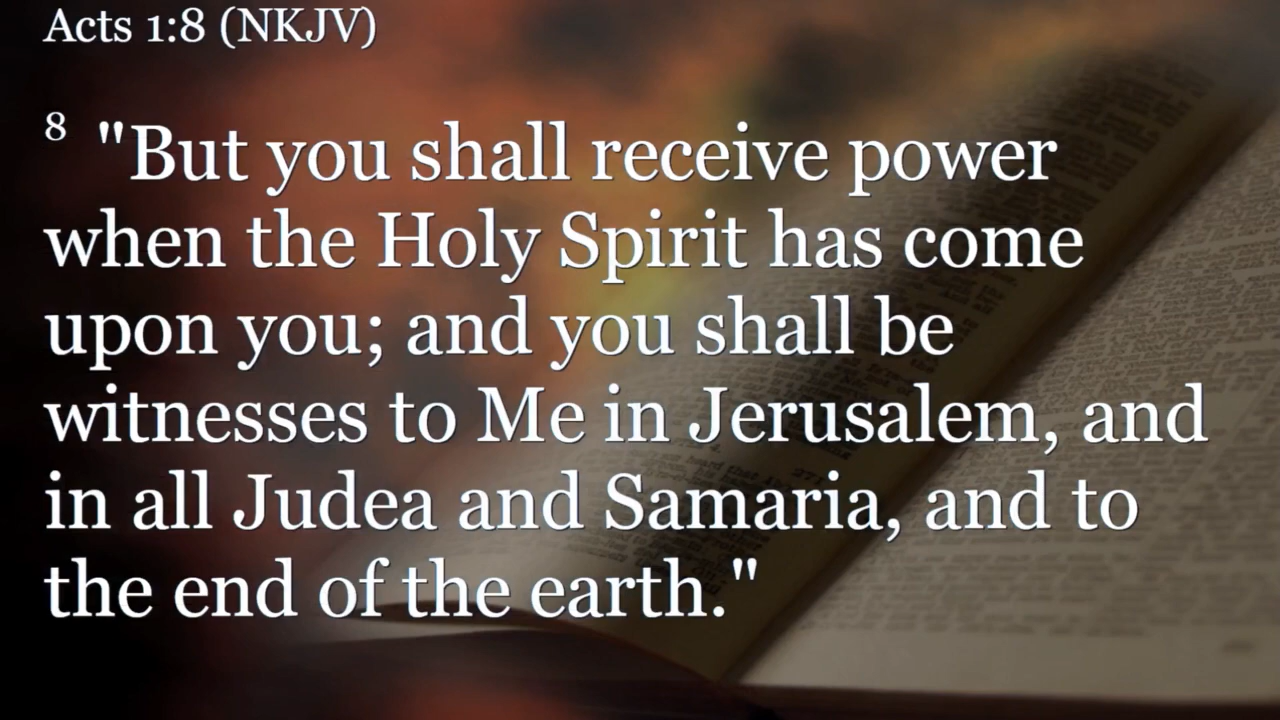 Acts 1:8 (NKJV)
8 "But you shall receive power
when the Holy Spirit has come
upon you; and you shall be
witnesses to Me in Jerusalem, and
in all Judea and Samaria, and to
the end of the earth."